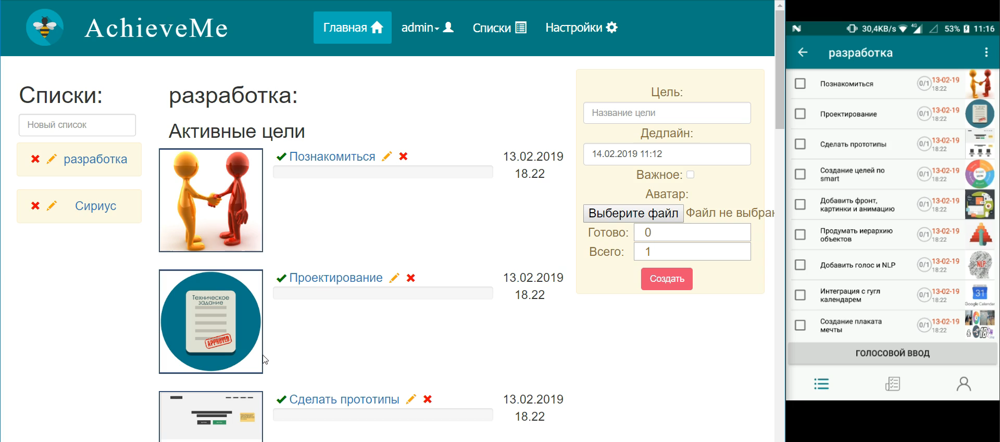 AchieveMe
Главная
admin
Списки
Настройки
Списки:
Новый список
разработка
Сириус
разработка:
Активные цели
Познакомиться
13.02.2019
18.22
Техническое
задание
APPROVED
Проектирование
13.02.2019
18.22
Сделать прототипы
13.02.2019
18.22
Цель:
Название цели
Дедлайн:
14.02.2019 11:12
Важное:
Аватар:
Выберите файл Файл не выбран
Готово: 0
Всего: 1
Создать
30,4KB/s 4G 53% 11:16
разработка
Познакомиться 0/1 13-02-19
18:22
Проектирование 0/1 13-02-19
18:22
Сделать прототипы 0/1 13-02-19
18:22
Создание целей по
smart
0/1 13-02-19
18:22
Добавить фронт,
картинки и анимацию
0/1 13-02-19
18:22
Продумать иерархию
объектов
0/1 13-02-19
18:22
Добавить голос и NLP 0/1 13-02-19
18:22
NLP
Интеграция с гугл
календарем
0/1 13-02-19
18:22
31
Google Calendar
Создание плаката
мечты
0/1 13-02-19
18:22
ГОЛОСОВОЙ ВВОД